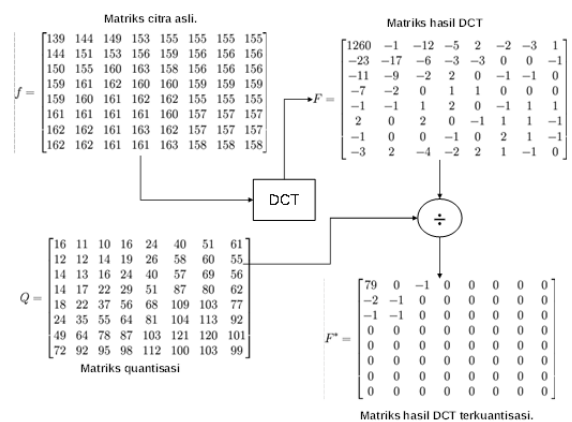 Matriks citra asli.
f =
139 144 149 153 155 155 155 155
144 151 153 156 159 156 156 156
150 155 160 163 158 156 156 156
159 161 162 160 160 159 159 159
159 160 161 162 162 155 155 155
161 161 161 161 160 157 157 157
162 162 161 163 162 157 157 157
162 162 161 161 163 158 158 158
DCT
Matriks hasil DCT
F =
1260 −1 −12 −5 2 −2 −3 1
−23 −17 −6 −3 −3 0 0 −1
−11 −9 −2 2 0 −1 −1 0
−7 −2 0 1 1 0 0 0
−1 −1 1 2 0 −1 1 1
2 0 2 0 −1 1 1 −1
−1 0 0 −1 0 2 1 −1
−3 2 −4 −2 2 1 −1 0
÷
Q =
16 11 10 16 24 40 51 61
12 12 14 19 26 58 60 55
14 13 16 24 40 57 69 56
14 17 22 29 51 87 80 62
18 22 37 56 68 109 103 77
24 35 55 64 81 104 113 92
49 64 78 87 103 121 120 101
72 92 95 98 112 100 103 99
Matriks quantisasi
F* =
79 0 −1 0 0 0 0 0
−2 −1 0 0 0 0 0 0
−1 −1 0 0 0 0 0 0
0 0 0 0 0 0 0 0
0 0 0 0 0 0 0 0
0 0 0 0 0 0 0 0
0 0 0 0 0 0 0 0
0 0 0 0 0 0 0 0
Matriks hasil DCT terkuantisasi.